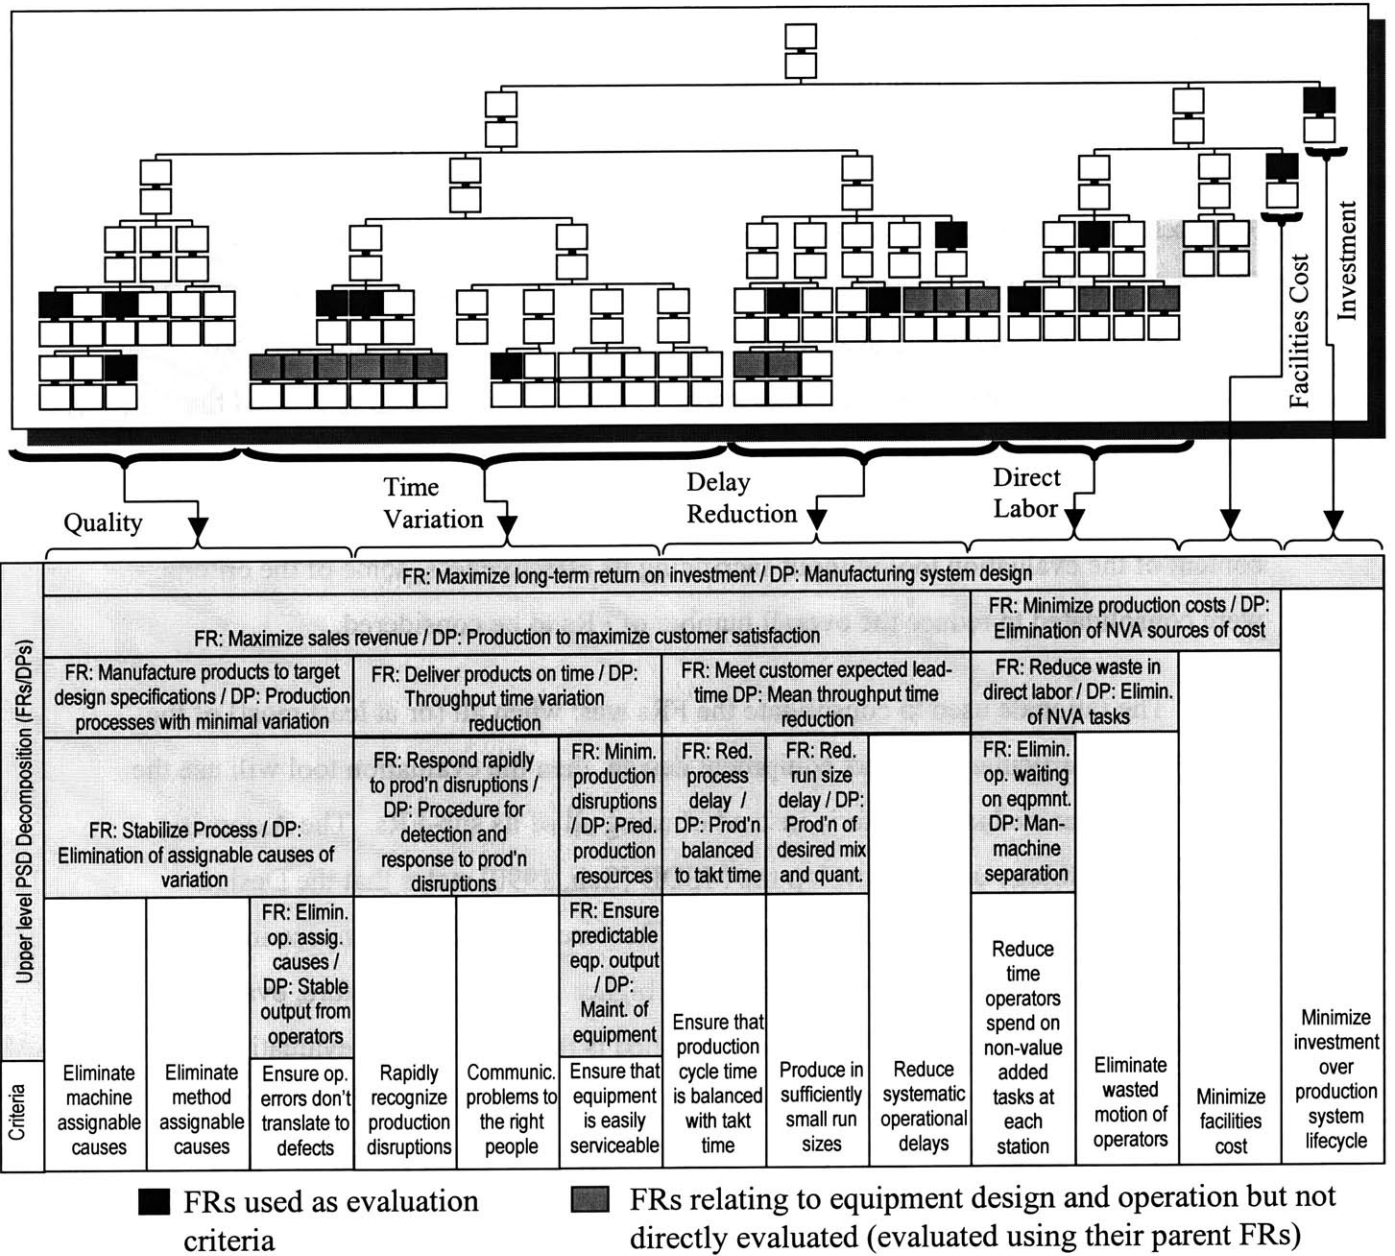 Investment
Facilities Cost
Quality
Time
Variation
Delay
Reduction
Direct
Labor
Upper level PSD Decomposition (FRs/DPs)
FR: Maximize long-term return on investment / DP: Manufacturing system design
FR: Maximize sales revenue / DP: Production to maximize customer satisfaction
FR: Minimize production costs / DP:
Elimination of NVA sources of cost
FR: Manufacture products to target
design specifications / DP: Production
processes with minimal variation
FR: Deliver products on time / DP:
Throughput time variation
reduction
FR: Meet customer expected lead-
time DP: Mean throughput time
reduction
FR: Reduce waste in
direct labor / DP: Elimin.
of NVA tasks
FR: Stabilize Process / DP:
Elimination of assignable causes of
variation
FR: Respond rapidly
to prod'n disruptions /
DP: Procedure for
detection and
response to prod'n
disruptions
FR: Minim.
production
disruptions
/ DP: Pred.
production
resources
FR: Red.
process
delay /
DP: Prod'n
balanced
to takt time
FR: Red.
run size
delay / DP:
Prod'n of
desired mix
and quant.
FR: Elimin.
op. waiting
on eqpmnt.
DP: Man-
machine
separation
FR: Elimin.
op. assig.
causes /
DP: Stable
output from
operators
FR: Ensure
predictable
eqp. output
/ DP:
Maint. of
equipment
Criteria
Eliminate
machine
assignable
causes
Eliminate
method
assignable
causes
Ensure op.
errors don't
translate to
defects
Rapidly
recognize
production
disruptions
Communic.
problems to
the right
people
Ensure that
equipment
is easily
serviceable
Ensure that
production
cycle time
is balanced
with takt
time
Produce in
sufficiently
small run
sizes
Reduce
systematic
operational
delays
Reduce
time
operators
spend on
non-value
added
tasks at
each
station
Eliminate
wasted
motion of
operators
Minimize
facilities
cost
Minimize
investment
over
production
system
lifecycle
FRs used as evaluation
criteria
FRs relating to equipment design and operation but not
directly evaluated (evaluated using their parent FRs)